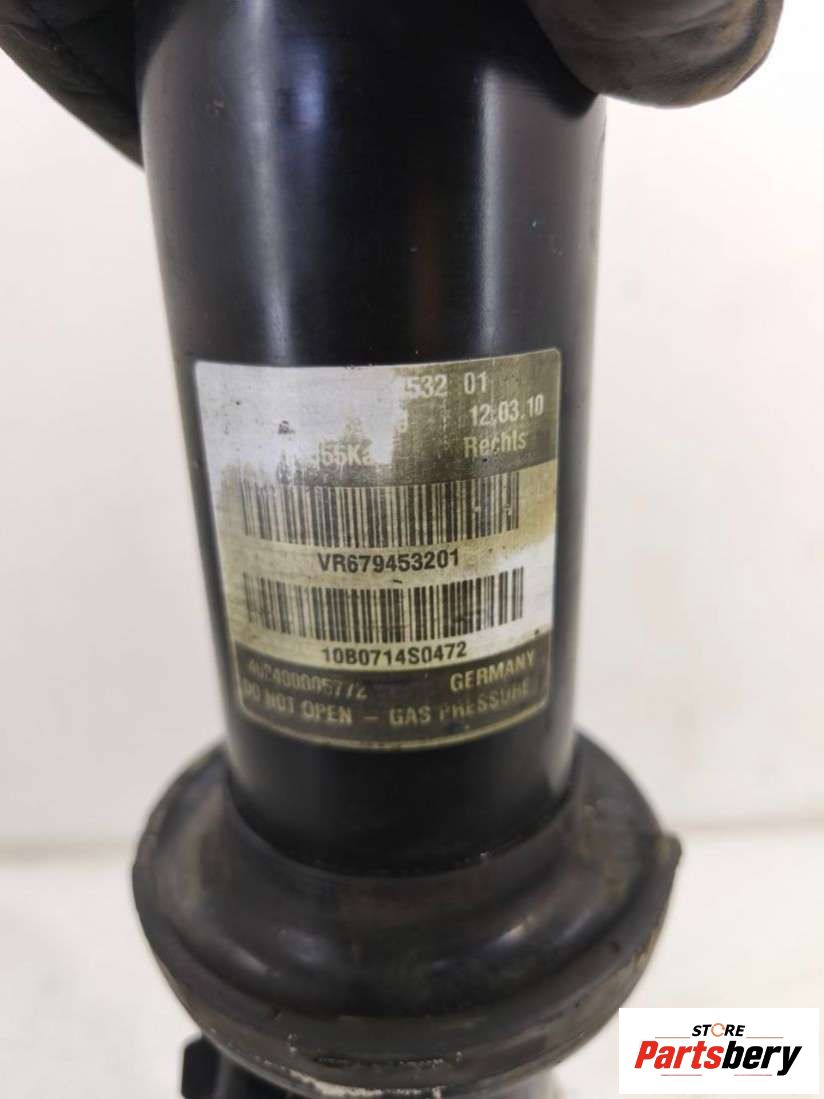 532 01
12.03.10
Rechts
VR679453201
10B0714S0472
GERMANY
DO NOT OPEN - GAS PRESSURE
STORE
Partsbery